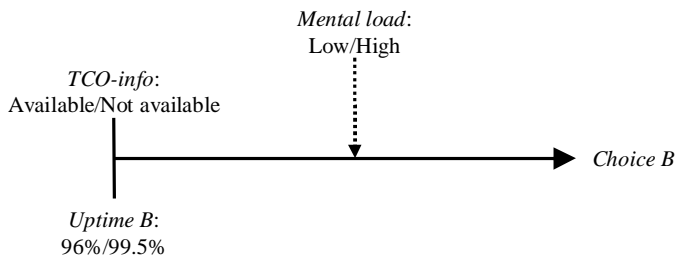 Mental load:
Low/High
TCO-info:
Available/Not available
Choice B
Uptime B:
96%/99.5%